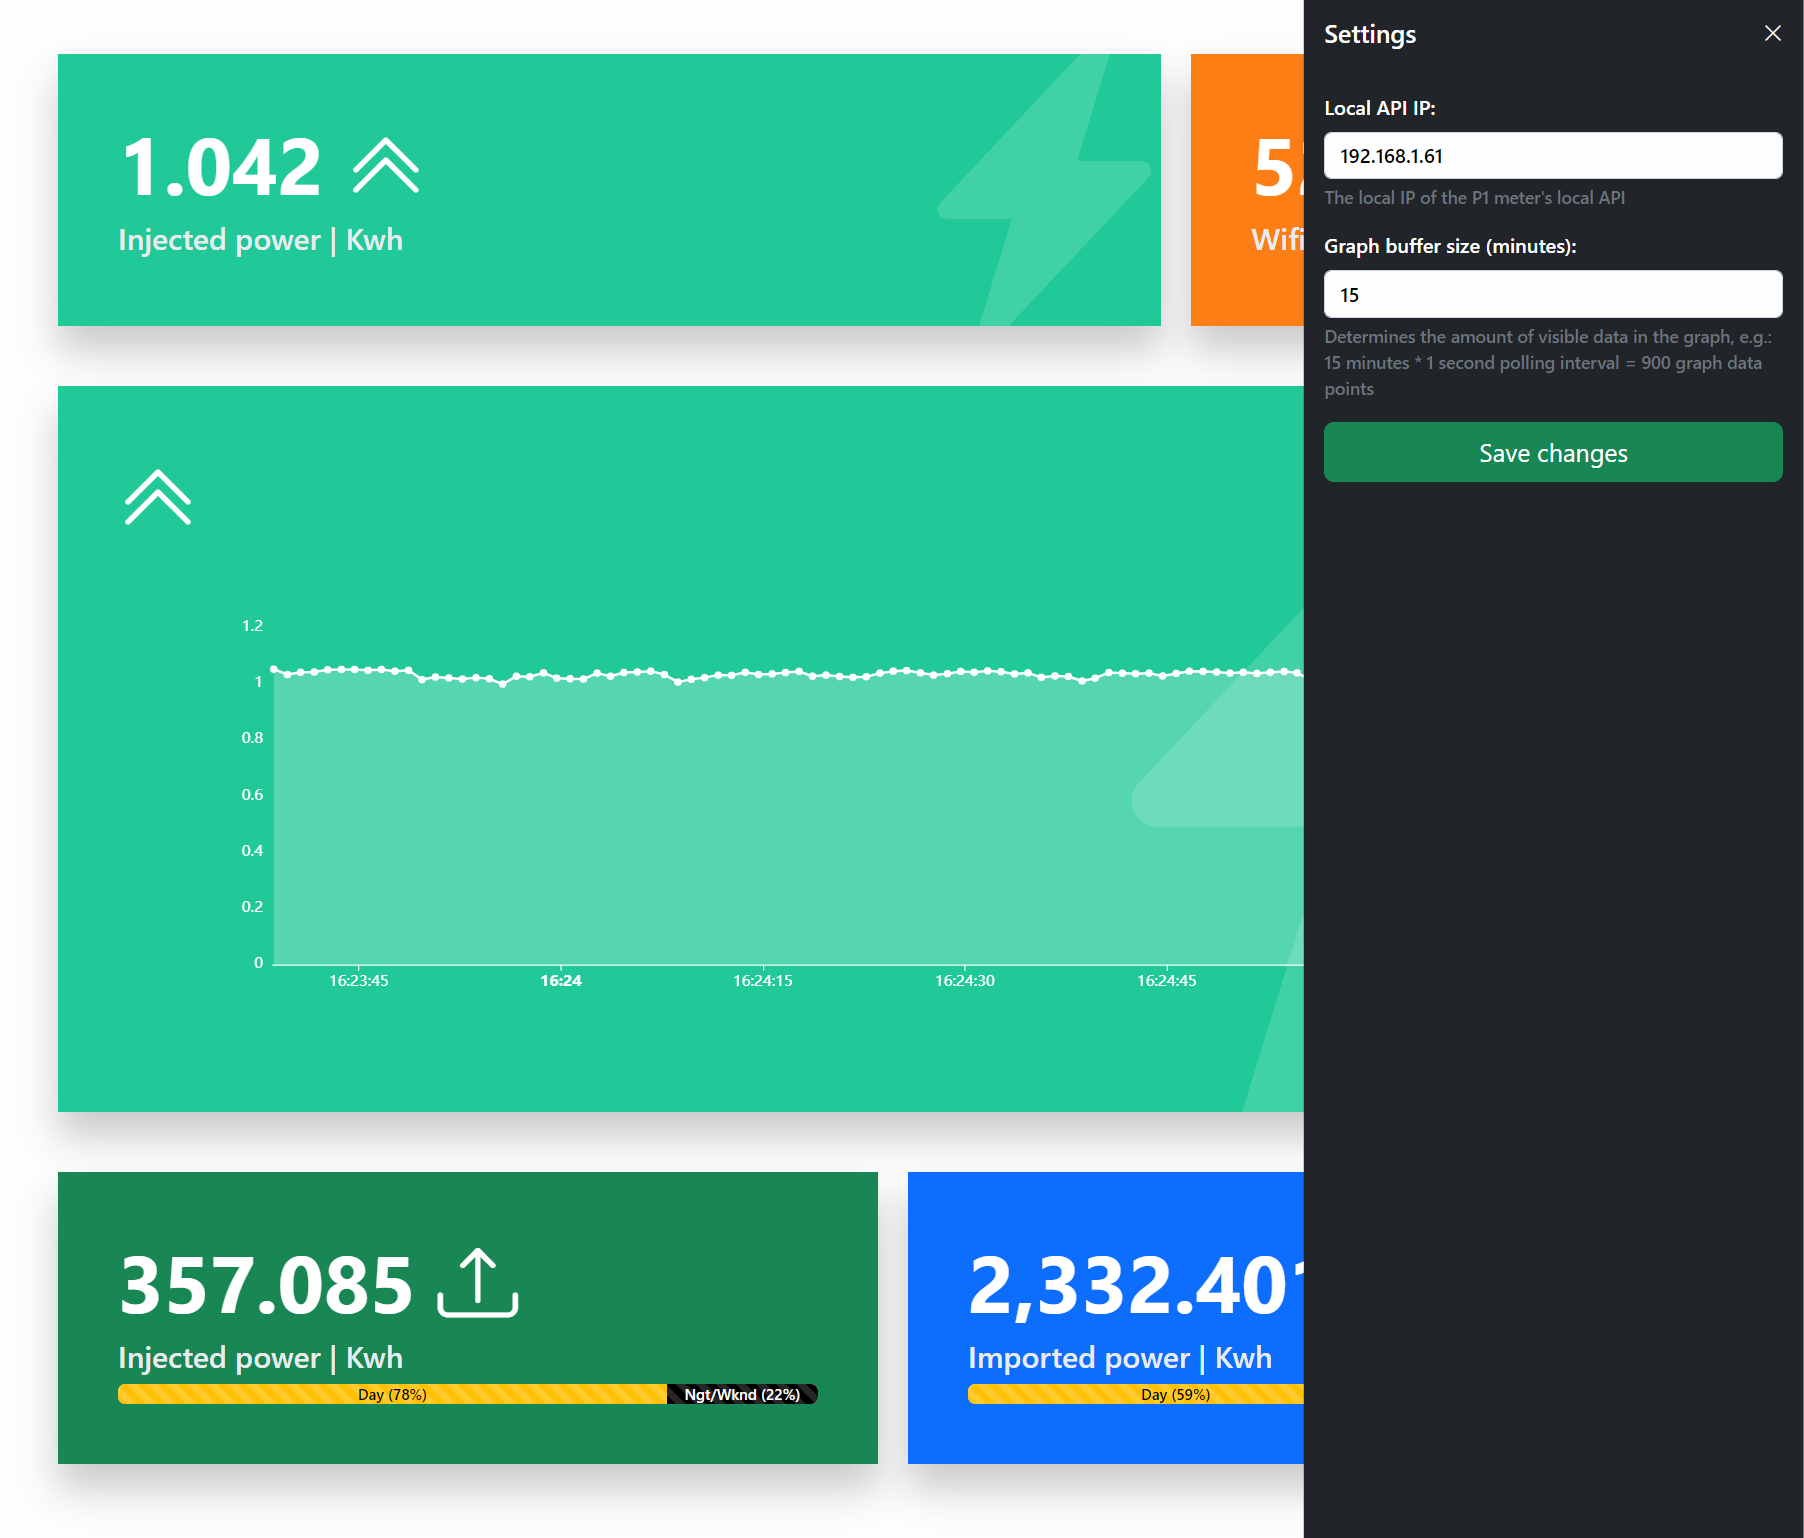 1.042
Injected power | Kwh
Wifi
1.2
1
0.8
0.6
0.4
0.2
0
16:23:45
16:24
16:24:15
16:24:30
16:24:45
357.085
Injected power | Kwh
Day (78%)
Ngt/Wknd (22%)
2,332.401
Imported power | Kwh
Day (59%)
Settings
Local API IP:
192.168.1.61
The local IP of the P1 meter's local API
Graph buffer size (minutes):
15
Determines the amount of visible data in the graph, e.g.:
15 minutes * 1 second polling interval = 900 graph data
points
Save changes